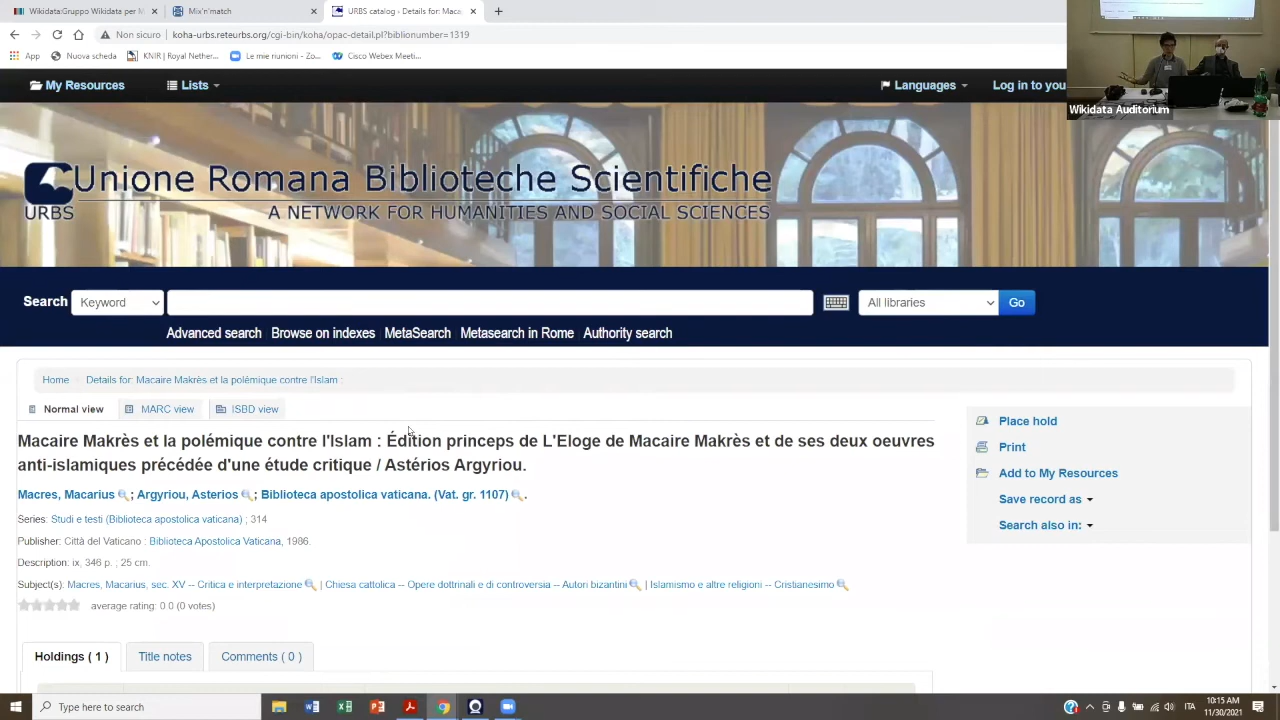 Wikidata:Gruppo Wikidata per M
Mix'n'match
URBS catalog › Details for: Maca
Non sicuro
koha-urbs.reteurbs.org/cgi-bin/koha/opac-detail.pl?biblionumber=1319
App
Nuova scheda
KNIR | Royal Nether...
Le mie riunioni - Zo...
Cisco Webex Meeti...
Wikidata Auditorium
My Resources
Lists
Languages
Log in to you
Unione Romana Biblioteche Scientifiche
URBS
A NETWORK FOR HUMANITIES AND SOCIAL SCIENCES
Search
Keyword
All libraries
Go
Advanced search
Browse on indexes
MetaSearch
Metasearch in Rome
Authority search
Home
Details for: Macaire Makrès et la polémique contre l'Islam :
Normal view
MARC view
ISBD view
Macaire Makrès et la polémique contre l'Islam : Édition princeps de L'Eloge de Macaire Makrès et de ses deux oeuvres
anti-islamiques précédée d'une étude critique / Astérios Argyriou.
Macres, Macarius ; Argyriou, Asterios ; Biblioteca apostolica vaticana. (Vat. gr. 1107) .
Series: Studi e testi (Biblioteca apostolica vaticana) ; 314
Publisher: Città del Vaticano : Biblioteca Apostolica Vaticana, 1986.
Description: ix, 346 p. ; 25 cm.
Subject(s): Macres, Macarius, sec. XV -- Critica e interpretazione | Chiesa cattolica -- Opere dottrinali e di controversia -- Autori bizantini | Islamismo e altre religioni -- Cristianesimo
average rating: 0.0 (0 votes)
Place hold
Print
Add to My Resources
Save record as
Search also in:
Holdings ( 1 )
Title notes
Comments ( 0 )
Type here to search
ITA
10:15 AM
11/30/2021